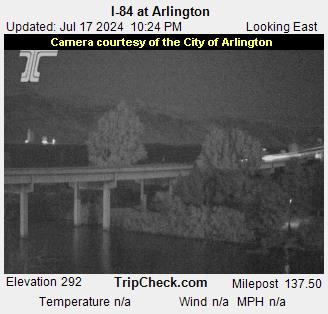 I-84 at Arlington
Updated: Jul 17 2024 10:24 PM Looking East
Camera courtesy of the City of Arlington
Elevation 292 TripCheck.com Milepost 137.50
Temperature n/a Wind n/a MPH n/a